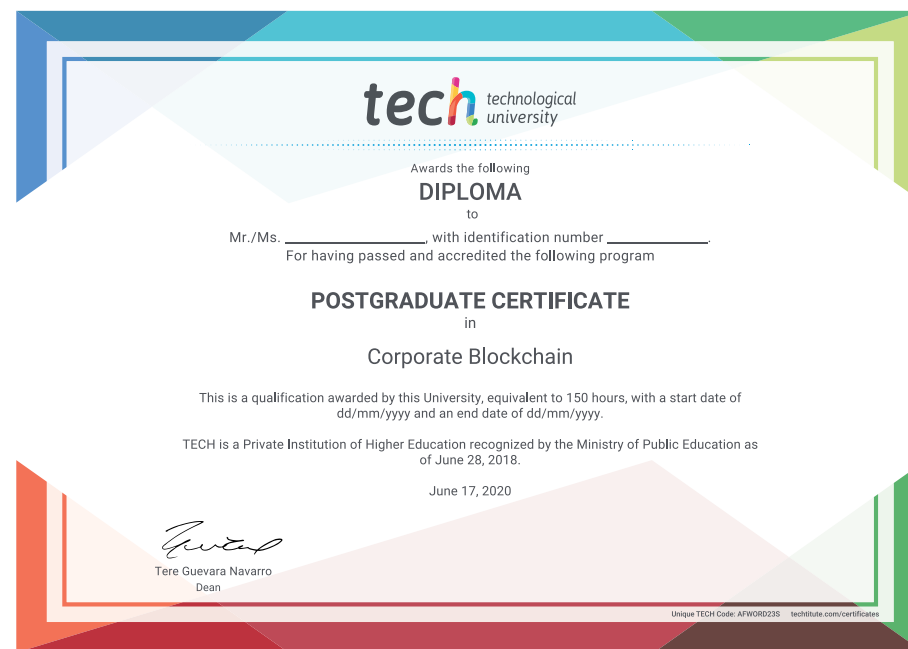 tech technological
university
Awards the following
DIPLOMA
to
Mr./Ms. ____________________, with identification number ______________.
For having passed and accredited the following program
POSTGRADUATE CERTIFICATE
in
Corporate Blockchain
This is a qualification awarded by this University, equivalent to 150 hours, with a start date of
dd/mm/yyyy and an end date of dd/mm/yyyy.
TECH is a Private Institution of Higher Education recognized by the Ministry of Public Education as
of June 28, 2018.
June 17, 2020
Tere Guevara Navarro
Dean
Unique TECH Code: AFWORD23S techtitute.com/certificates